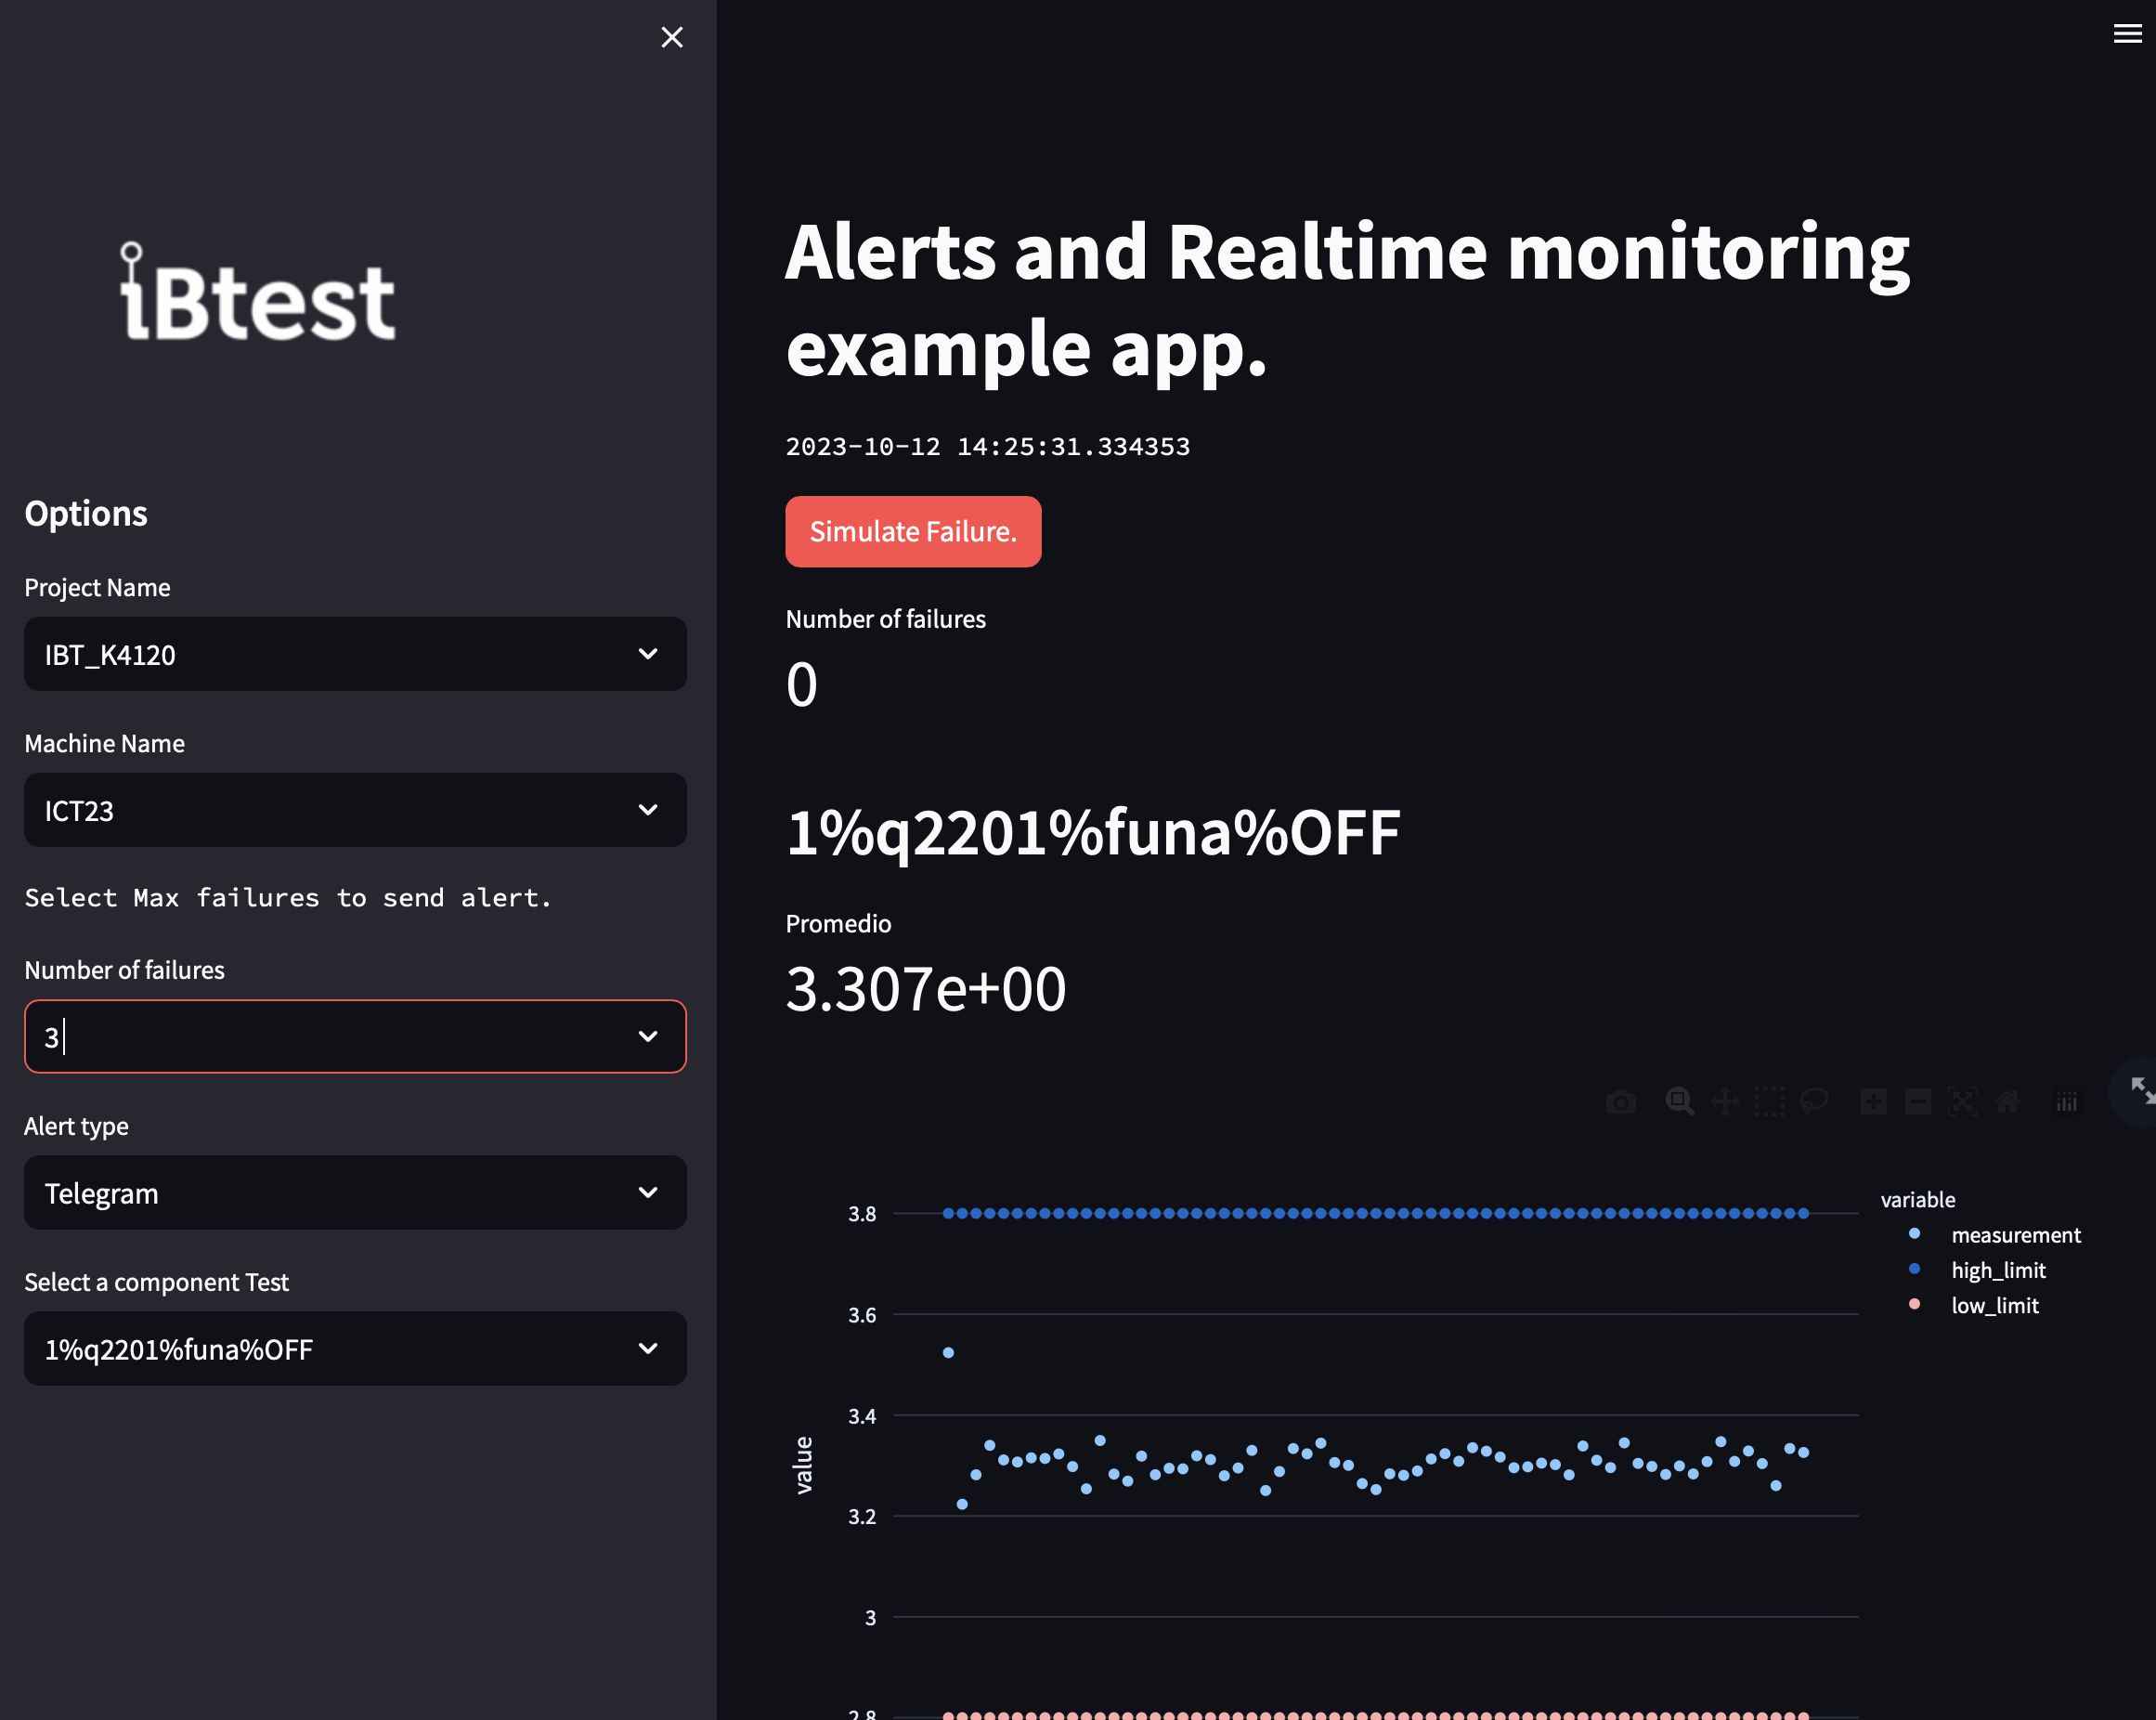 iBtest
Options
Project Name
IBT_K4120
Machine Name
ICT23
Select Max failures to send alert.
Number of failures
3
Alert type
Telegram
Select a component Test
1%q2201%funa%OFF
Alerts and Realtime monitoring
example app.
2023-10-12 14:25:31.334353
Simulate Failure.
Number of failures
0
1%q2201%funa%OFF
Promedio
3.307e+00
variable
measurement
high_limit
low_limit
value
3.8
3.6
3.4
3.2
3
2.8